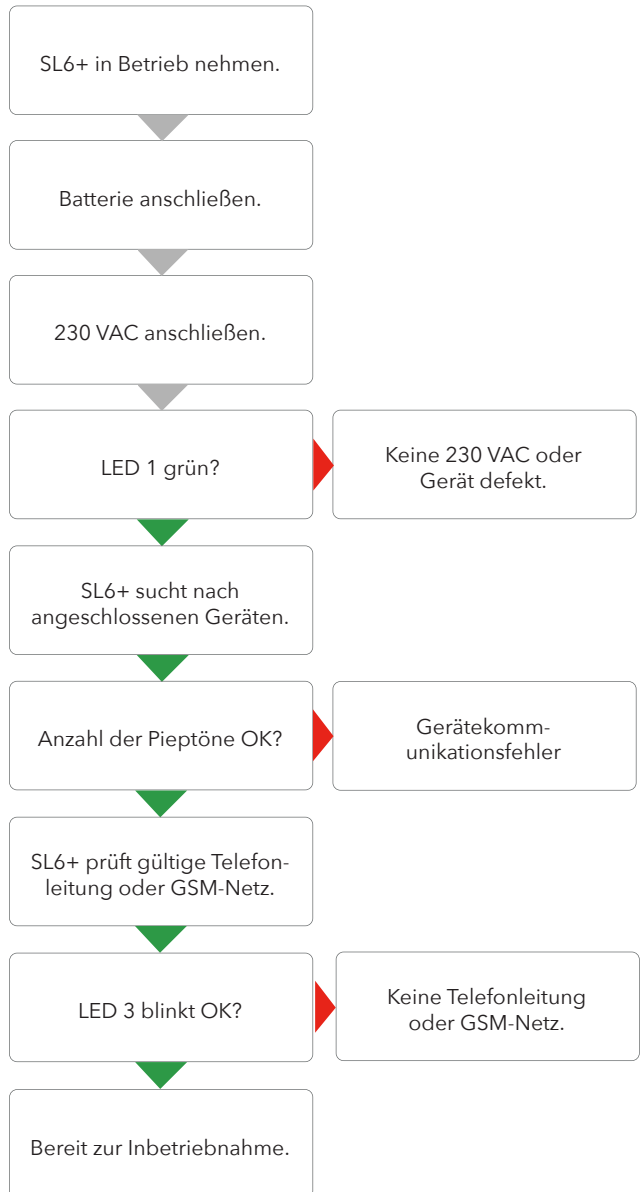 SL6+ in Betrieb nehmen.
Batterie anschließen.
230 VAC anschließen.
LED 1 grün?
Keine 230 VAC oder
Gerät defekt.
SL6+ sucht nach
angeschlossenen Geräten.
Anzahl der Pieptöne OK?
Gerätekomm-
unikationsfehler
SL6+ prüft gültige Telefon-
leitung oder GSM-Netz.
LED 3 blinkt OK?
Keine Telefonleitung
oder GSM-Netz.
Bereit zur Inbetriebnahme.